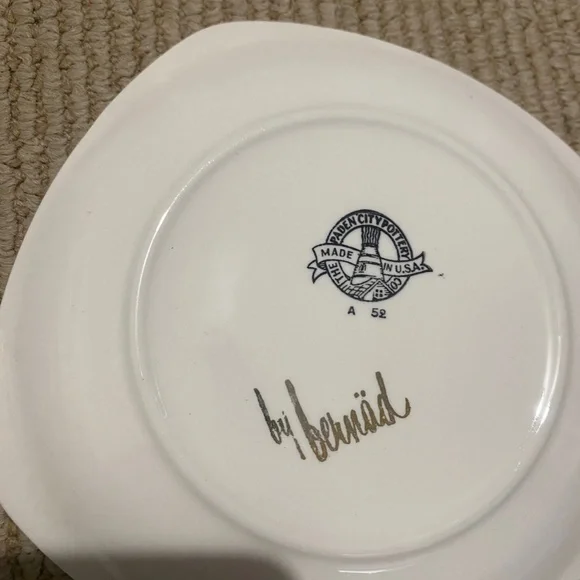 THE PADEN CITY POTTERY CO.
MADE IN U.S.A.
A 52
by Bernäd